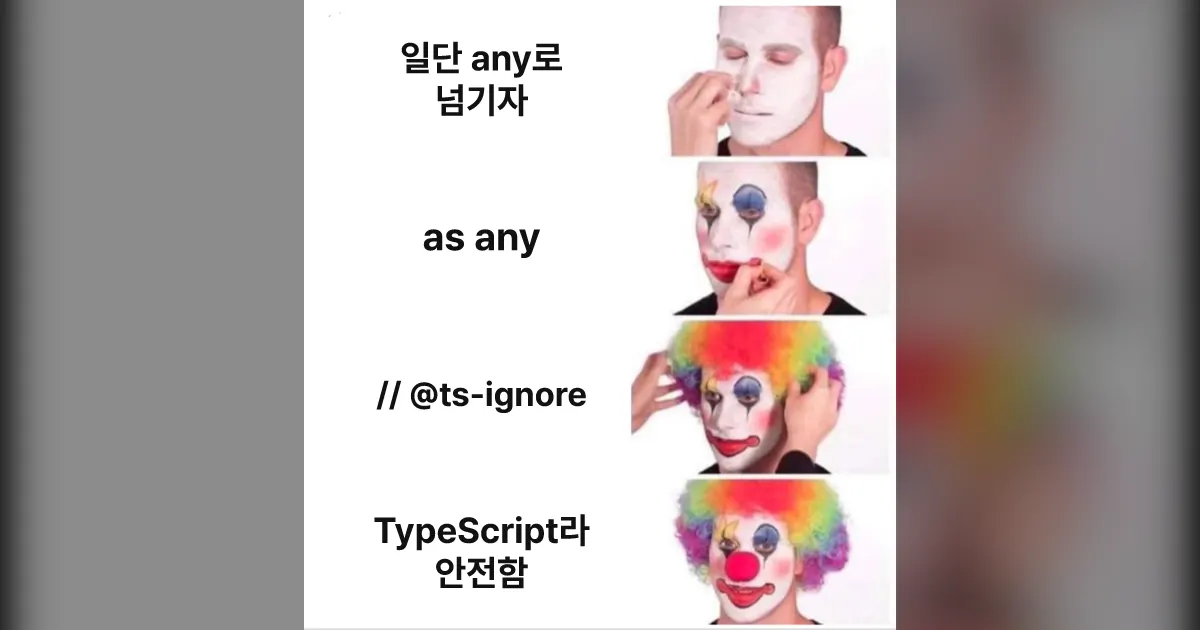 일단 any로
넘기자
as any
// @ts-ignore
TypeScript라
안전함